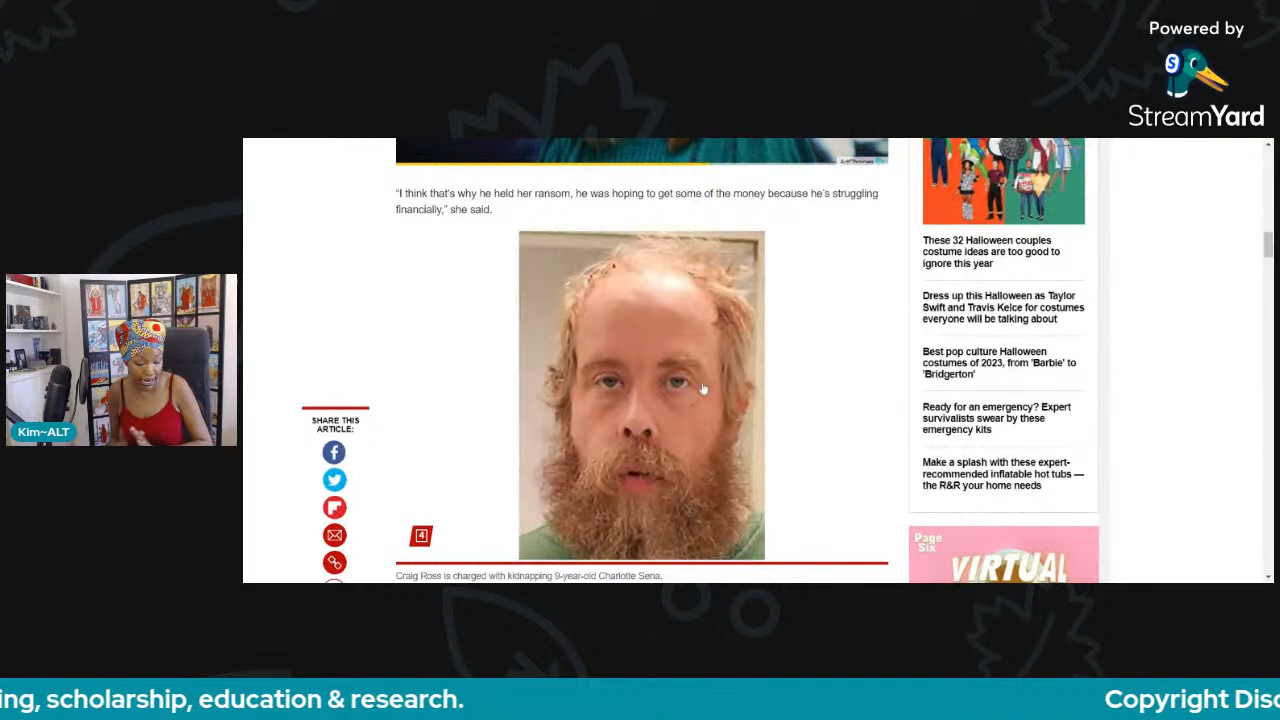 Powered by
S
StreamYard
AdChoices
“I think that's why he held her ransom, he was hoping to get some of the money because he's struggling
financially,” she said.
These 32 Halloween couples
costume ideas are too good to
ignore this year
Dress up this Halloween as Taylor
Swift and Travis Kelce for costumes
everyone will be talking about
Best pop culture Halloween
costumes of 2023, from 'Barbie' to
'Bridgerton'
Ready for an emergency? Expert
survivalists swear by these
emergency kits
Make a splash with these expert-
recommended inflatable hot tubs —
the R&R your home needs
SHARE THIS
ARTICLE:
Kim~ALT
4
Page
Six
VIRTUAL
Craig Ross is charged with kidnapping 9-year-old Charlotte Sena.
ing, scholarship, education & research.
Copyright Disc